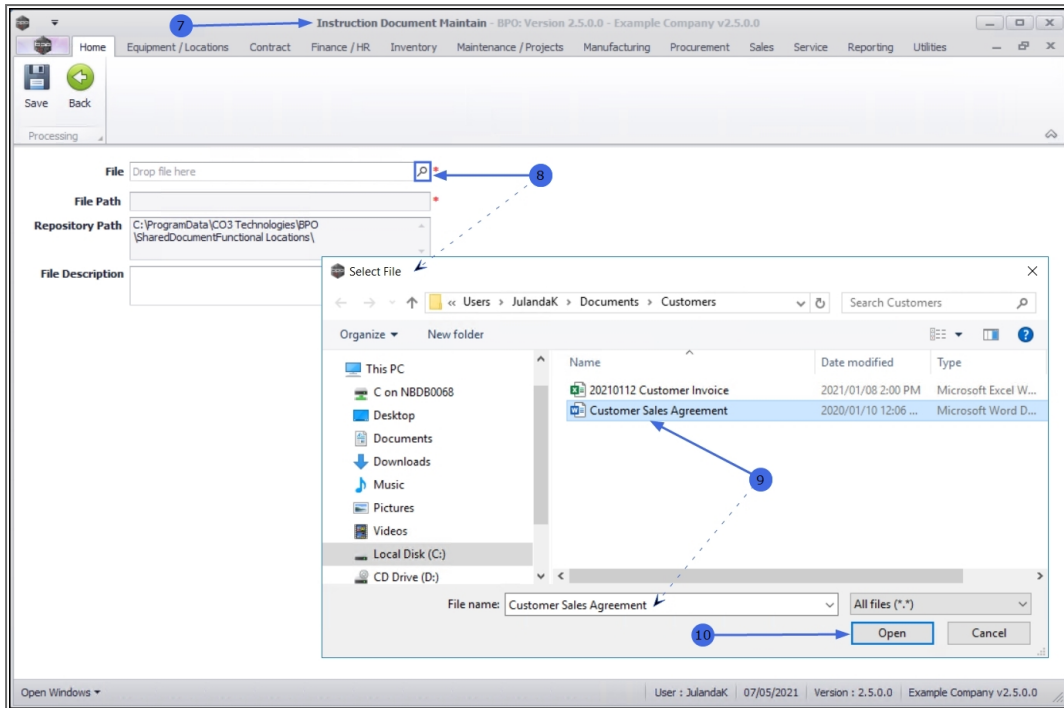 7
Instruction Document Maintain - BPO: Version 2.5.0.0 - Example Company v2.5.0.0
Home Equipment / Locations Contract Finance / HR Inventory Maintenance / Projects Manufacturing Procurement Sales Service Reporting Utilities
Save Back
Processing
File Drop file here *
8
File Path *
Repository Path C:\ProgramData\CO3 Technologies\BPO
\SharedDocumentFunctional Locations\
File Description
Select File
« Users › JulandaK › Documents › Customers
Search Customers
Organize New folder
Name Date modified Type
This PC
C on NBDB0068
Desktop
Documents
Downloads
Music
Pictures
Videos
Local Disk (C:)
CD Drive (D:)
20210112 Customer Invoice 2021/01/08 2:00 PM Microsoft Excel W...
Customer Sales Agreement 2020/01/10 12:06 ... Microsoft Word D...
9
File name: Customer Sales Agreement All files (*.*)
10
Open Cancel
Open Windows User : JulandaK 07/05/2021 Version : 2.5.0.0 Example Company v2.5.0.0